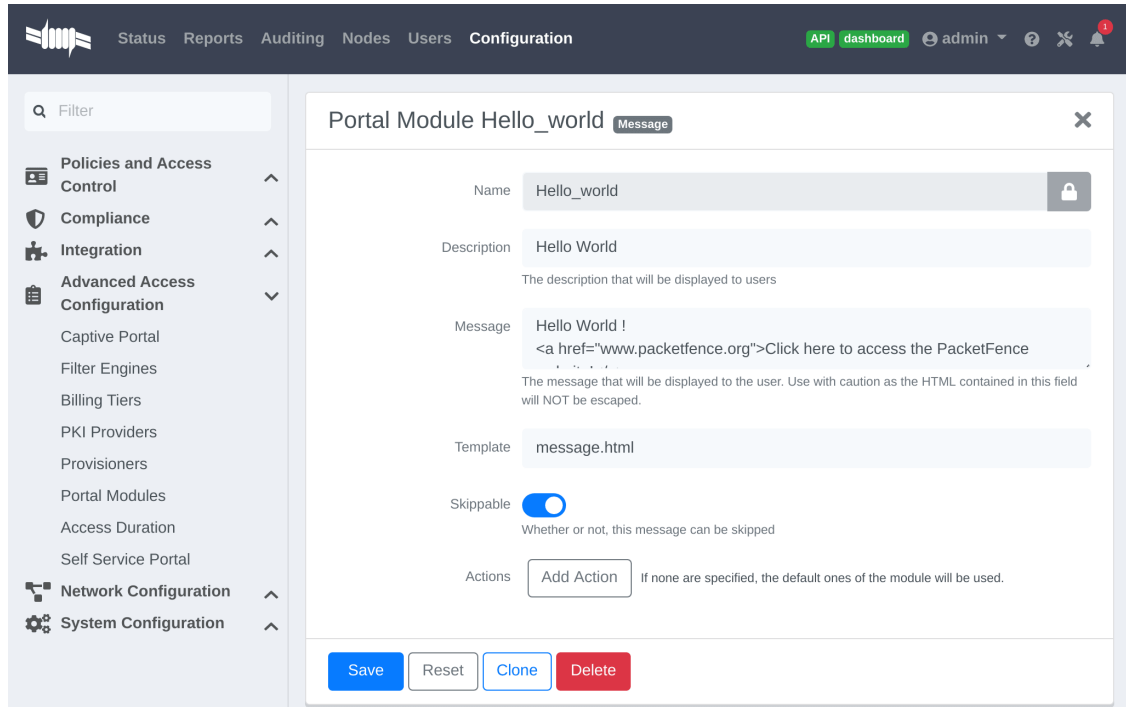 Status Reports Auditing Nodes Users Configuration
API dashboard admin 1
Filter
Policies and Access
Control
Compliance
Integration
Advanced Access
Configuration
Captive Portal
Filter Engines
Billing Tiers
PKI Providers
Provisioners
Portal Modules
Access Duration
Self Service Portal
Network Configuration
System Configuration
Portal Module Hello_world Message
Name Hello_world
Description Hello World
The description that will be displayed to users
Message Hello World !
<a href="www.packetfence.org">Click here to access the PacketFence
The message that will be displayed to the user. Use with caution as the HTML contained in this field
will NOT be escaped.
Template message.html
Skippable
Whether or not, this message can be skipped
Actions Add Action If none are specified, the default ones of the module will be used.
Save Reset Clone Delete